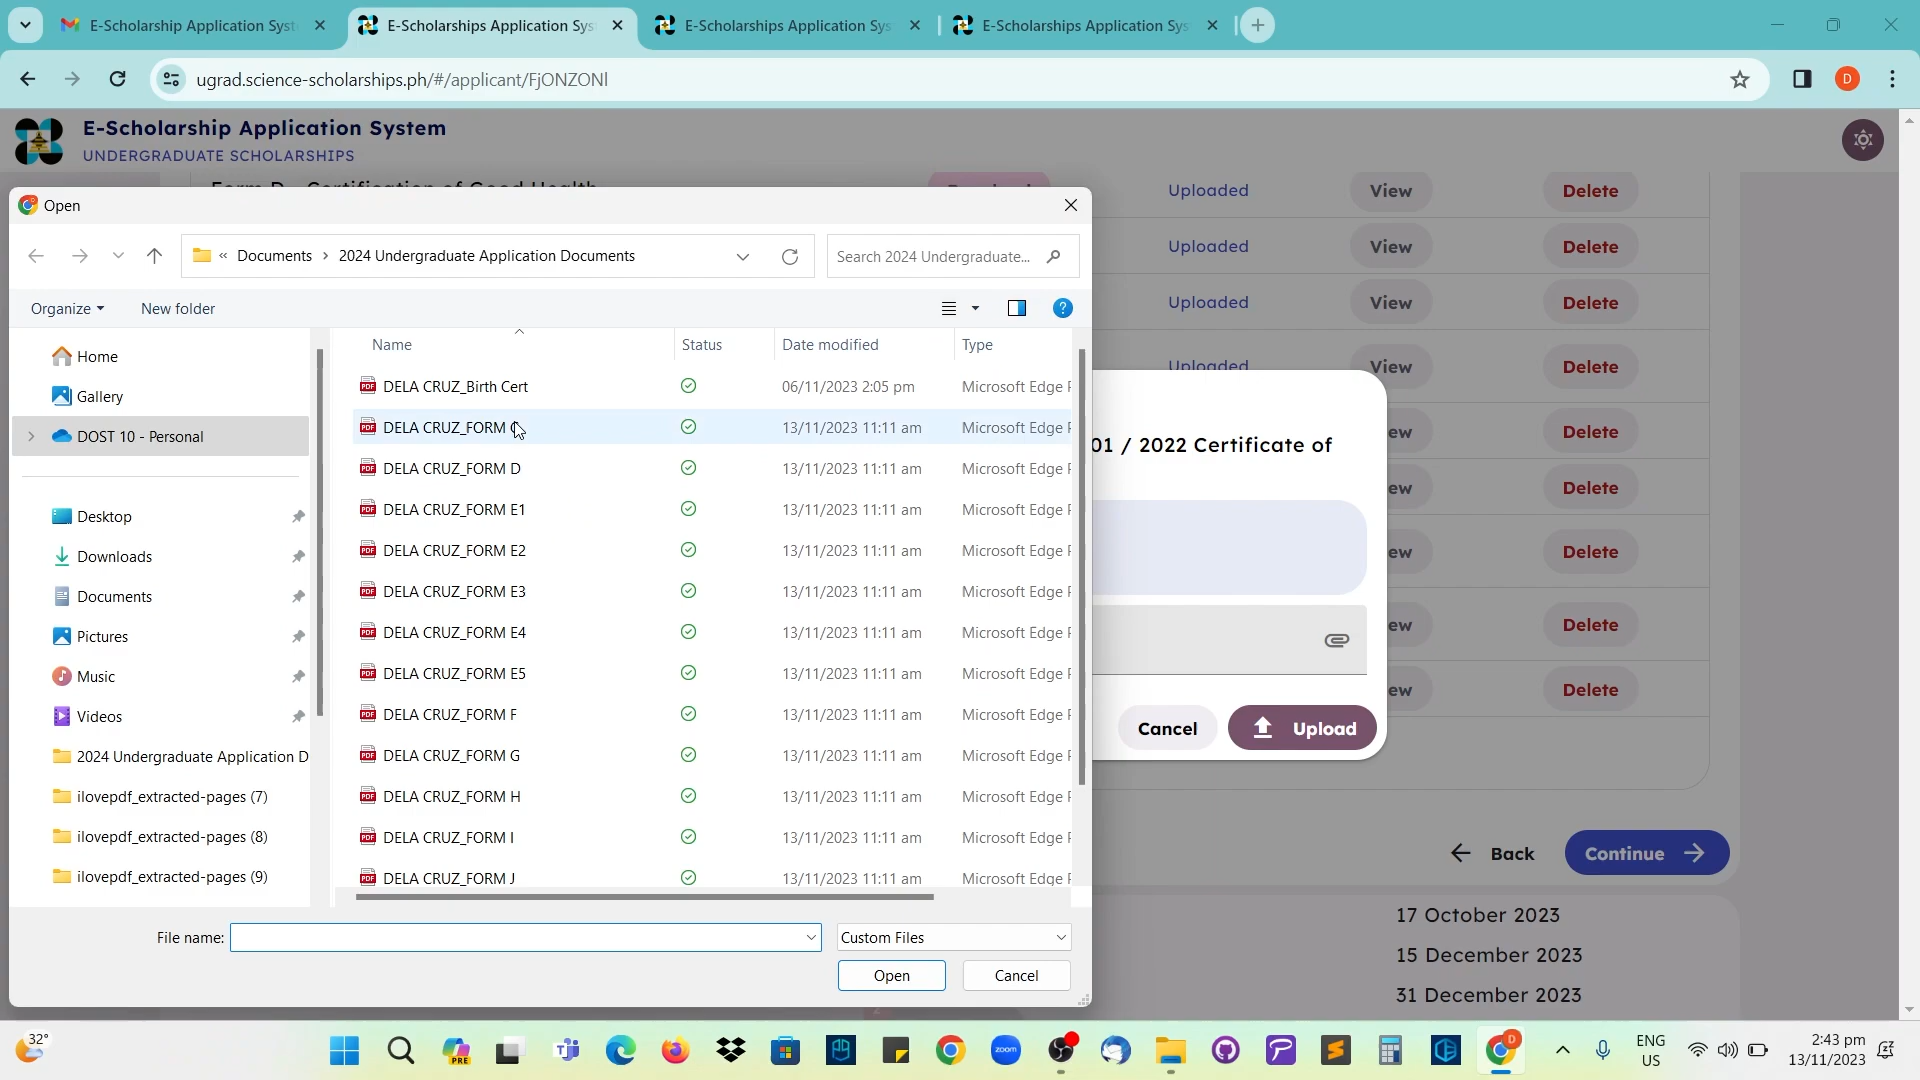 E-Scholarship Application Syst
E-Scholarships Application Sys
E-Scholarships Application Sys
E-Scholarships Application Sys
ugrad.science-scholarships.ph/#/applicant/FjONZONl
D
E-Scholarship Application System
UNDERGRADUATE SCHOLARSHIPS
Form D - Certification of Good Health
Uploaded View Delete
Uploaded View Delete
Uploaded View Delete
Uploaded View Delete
ew Delete
ew Delete
ew Delete
ew Delete
ew Delete
01 / 2022 Certificate of
Cancel
Upload
Back
Continue
17 October 2023
15 December 2023
31 December 2023
Open
« Documents › 2024 Undergraduate Application Documents
Search 2024 Undergraduate...
Organize
New folder
Home
Gallery
DOST 10 - Personal
Desktop
Downloads
Documents
Pictures
Music
Videos
2024 Undergraduate Application D
ilovepdf_extracted-pages (7)
ilovepdf_extracted-pages (8)
ilovepdf_extracted-pages (9)
Name Status Date modified Type
DELA CRUZ_Birth Cert 06/11/2023 2:05 pm Microsoft Edge P
DELA CRUZ_FORM C 13/11/2023 11:11 am Microsoft Edge P
DELA CRUZ_FORM D 13/11/2023 11:11 am Microsoft Edge P
DELA CRUZ_FORM E1 13/11/2023 11:11 am Microsoft Edge P
DELA CRUZ_FORM E2 13/11/2023 11:11 am Microsoft Edge P
DELA CRUZ_FORM E3 13/11/2023 11:11 am Microsoft Edge P
DELA CRUZ_FORM E4 13/11/2023 11:11 am Microsoft Edge P
DELA CRUZ_FORM E5 13/11/2023 11:11 am Microsoft Edge P
DELA CRUZ_FORM F 13/11/2023 11:11 am Microsoft Edge P
DELA CRUZ_FORM G 13/11/2023 11:11 am Microsoft Edge P
DELA CRUZ_FORM H 13/11/2023 11:11 am Microsoft Edge P
DELA CRUZ_FORM I 13/11/2023 11:11 am Microsoft Edge P
DELA CRUZ_FORM J 13/11/2023 11:11 am Microsoft Edge P
File name:
Custom Files
Open
Cancel
32°
PRE
zoom
D
ENG
US
2:43 pm
13/11/2023